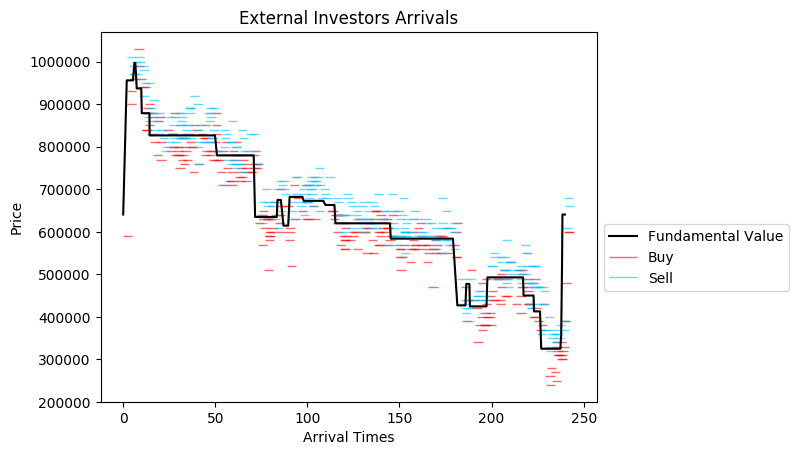 External Investors Arrivals
Price
1000000
900000
800000
700000
600000
500000
400000
300000
200000
0
50
100
150
200
250
Arrival Times
Fundamental Value
Buy
Sell